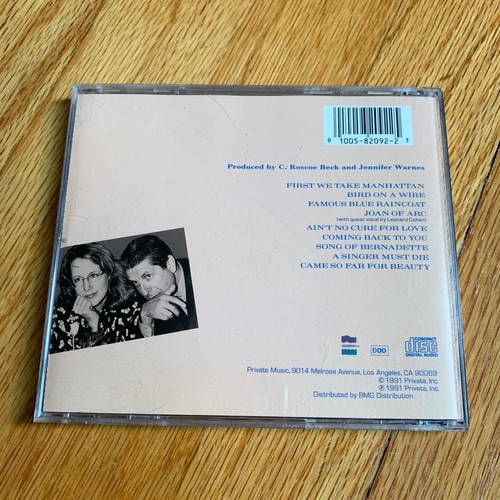 0
01005-82092-2 5
Produced by C. Roscoe Beck and Jennifer Warnes
FIRST WE TAKE MANHATTAN
BIRD ON A WIRE
FAMOUS BLUE RAINCOAT
JOAN OF ARC
(with guest vocal by Leonard Cohen)
AIN'T NO CURE FOR LOVE
COMING BACK TO YOU
SONG OF BERNADETTE
A SINGER MUST DIE
CAME SO FAR FOR BEAUTY
DDD
COMPACT
disc
DIGITAL AUDIO
Private Music, 9014 Melrose Avenue, Los Angeles, CA 90069
© 1991 Private, Inc.
℗ 1991 Private, Inc.
Distributed by BMG Distribution